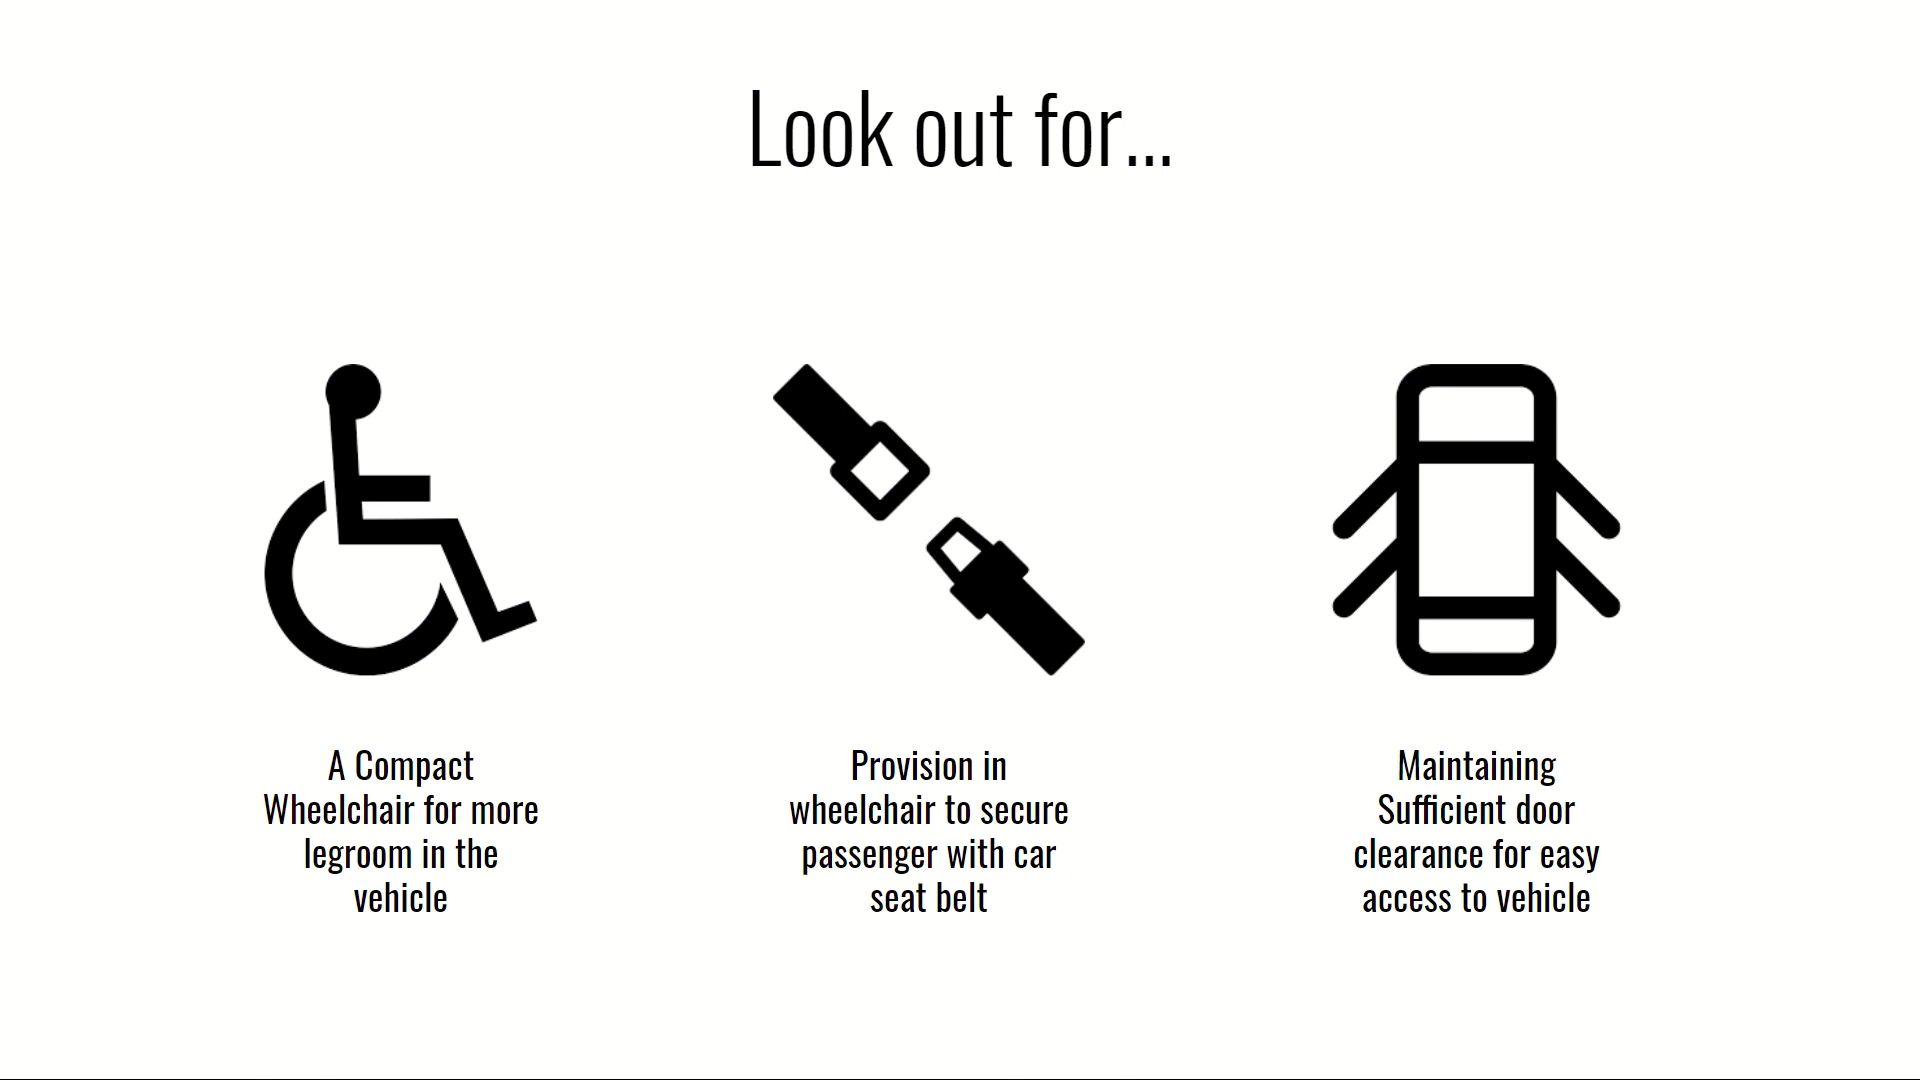 Look out for...
A Compact
Wheelchair for more
legroom in the
vehicle
Provision in
wheelchair to secure
passenger with car
seat belt
Maintaining
Sufficient door
clearance for easy
access to vehicle